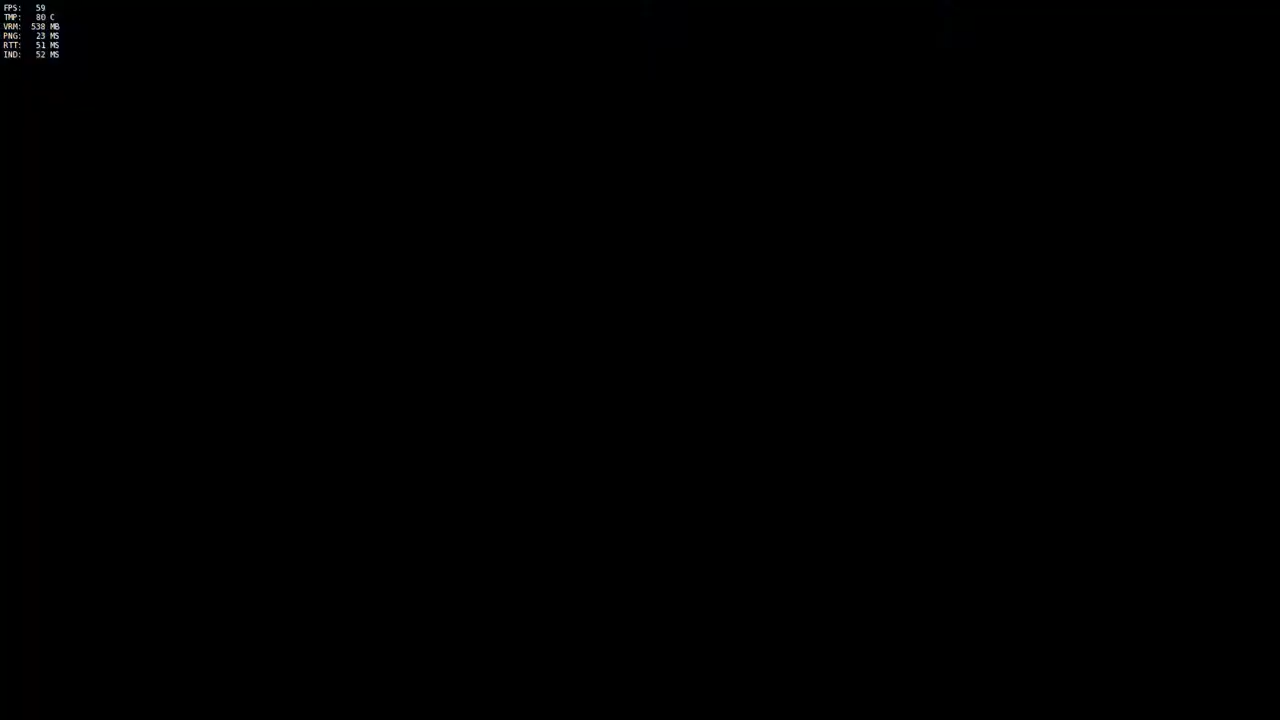 FPS: 59
TMP: 80 C
VRM: 538 MB
PNG: 23 MS
RTT: 51 MS
IND: 52 MS